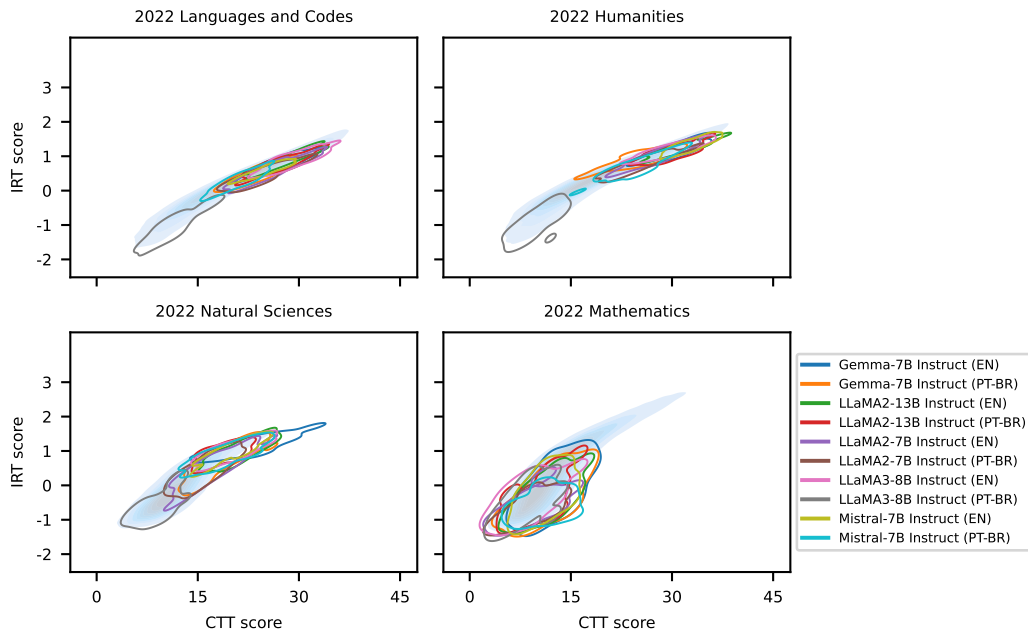 2022 Languages and Codes
2022 Humanities
IRT score
3
2
1
0
-1
-2
2022 Natural Sciences
2022 Mathematics
IRT score
3
2
1
0
-1
-2
0
15
30
45
CTT score
0
15
30
45
CTT score
Gemma-7B Instruct (EN)
Gemma-7B Instruct (PT-BR)
LLaMA2-13B Instruct (EN)
LLaMA2-13B Instruct (PT-BR)
LLaMA2-7B Instruct (EN)
LLaMA2-7B Instruct (PT-BR)
LLaMA3-8B Instruct (EN)
LLaMA3-8B Instruct (PT-BR)
Mistral-7B Instruct (EN)
Mistral-7B Instruct (PT-BR)